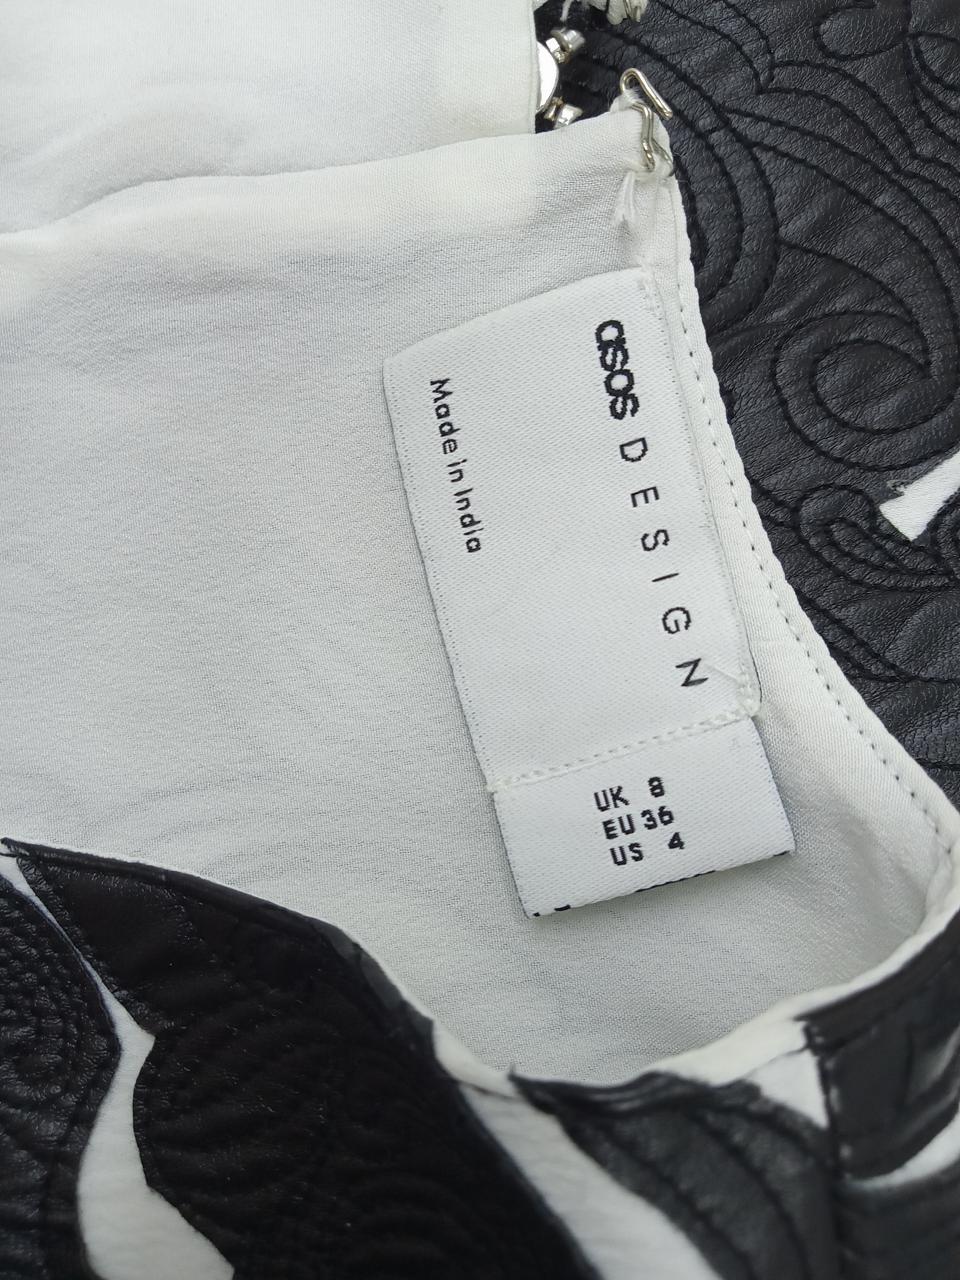 asos DESIGN
Made in India
UK 8
EU 36
US 4